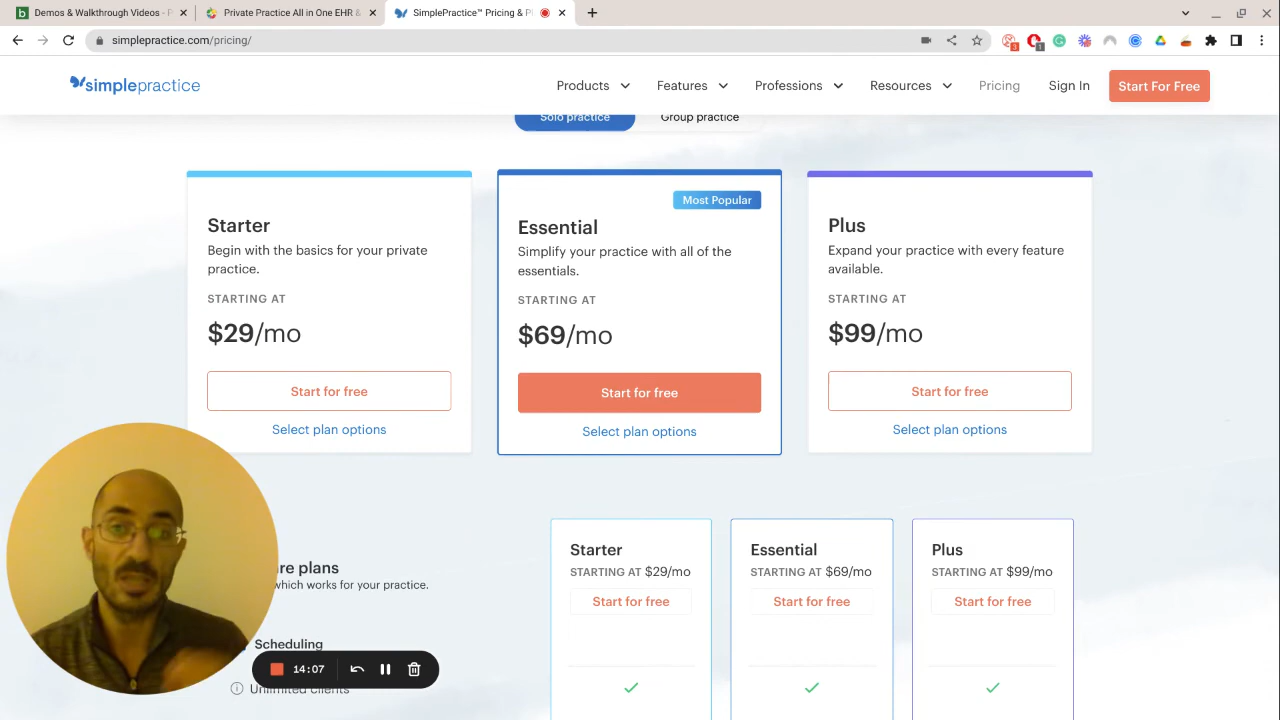 Demos & Walkthrough Videos - P
Private Practice All in One EHR &
SimplePractice™ Pricing & P
simplepractice.com/pricing/
3
1
simplepractice
Products
Features
Professions
Resources
Pricing
Sign In
Start For Free
Solo practice
Group practice
Starter
Begin with the basics for your private
practice.
STARTING AT
$29/mo
Start for free
Select plan options
Most Popular
Essential
Simplify your practice with all of the
essentials.
STARTING AT
$69/mo
Start for free
Select plan options
Plus
Expand your practice with every feature
available.
STARTING AT
$99/mo
Start for free
Select plan options
re plans
which works for your practice.
Starter
STARTING AT $29/mo
Start for free
Essential
STARTING AT $69/mo
Start for free
Plus
STARTING AT $99/mo
Start for free
Scheduling
14:07
Unlimited clients